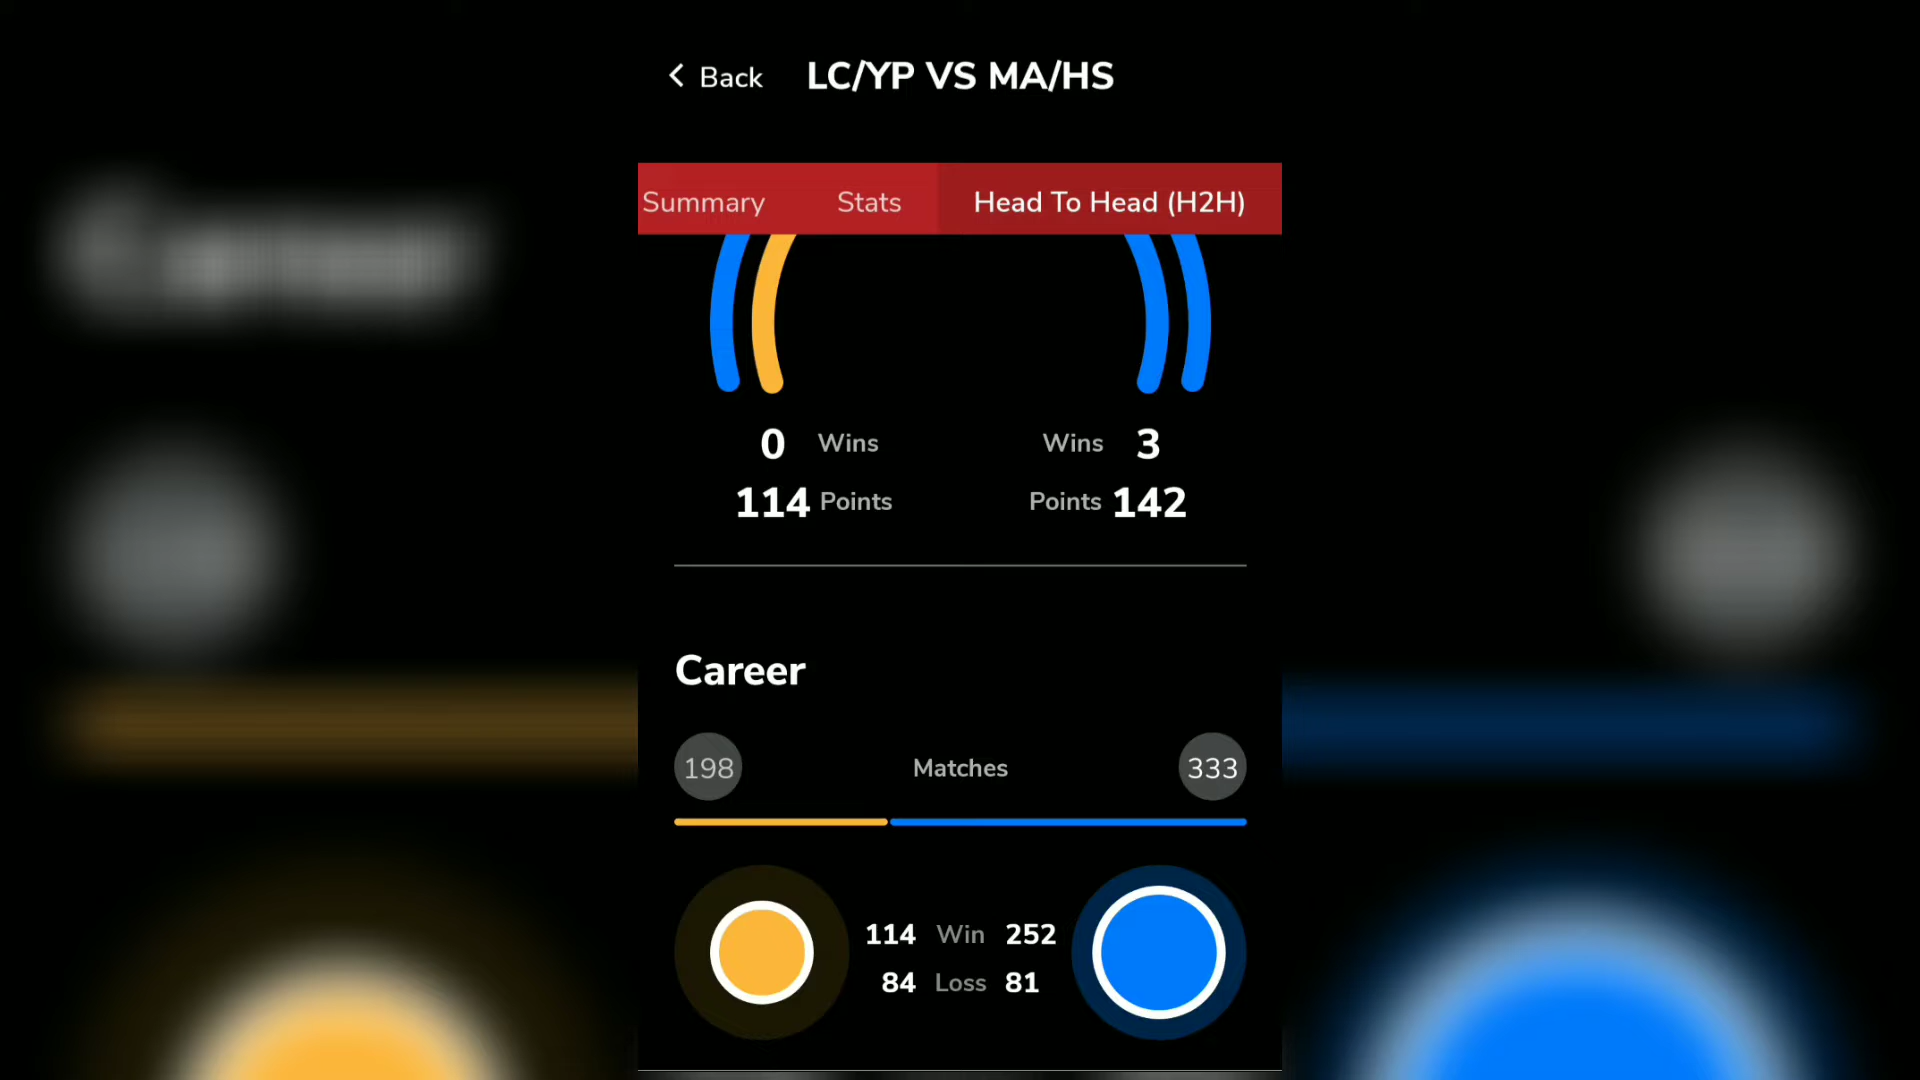 Back LC/YP VS MA/HS
Summary Stats Head To Head (H2H)
0 Wins Wins 3
114 Points Points 142
Career
198 Matches 333
114 Win 252
84 Loss 81